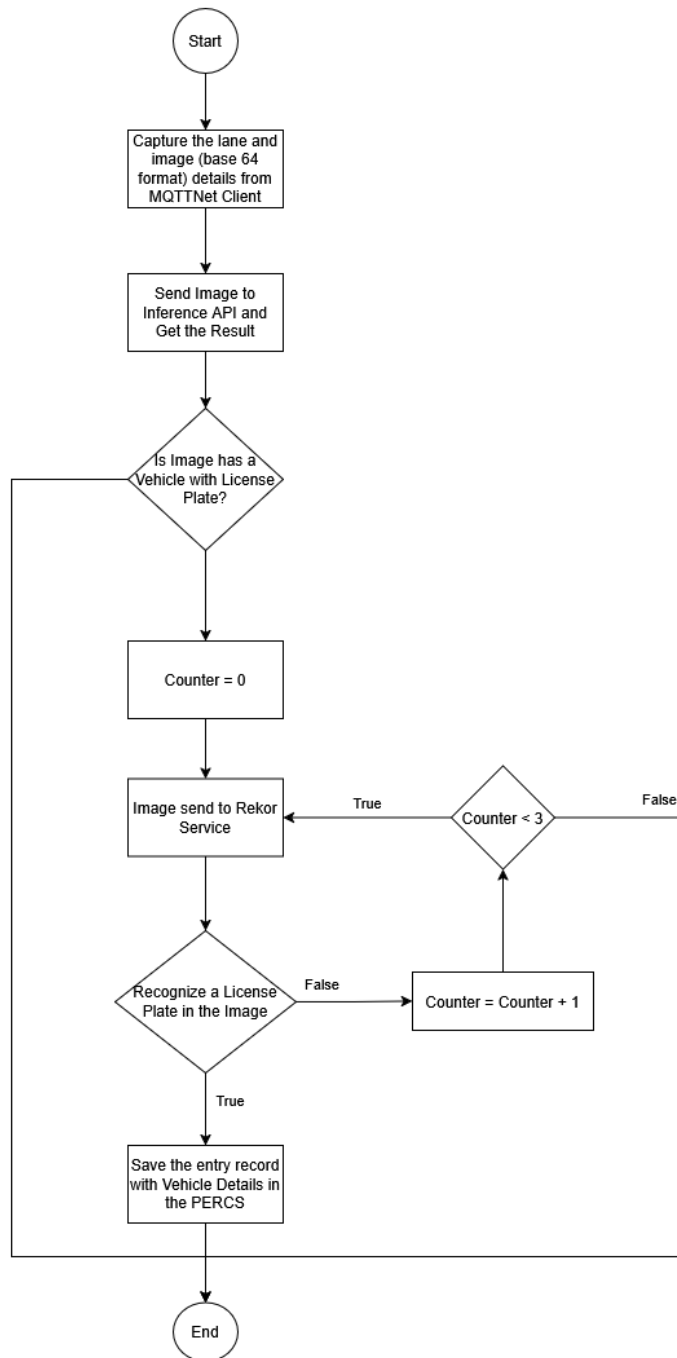 Start
Capture the lane and
image (base 64
format) details from
MQTTNet Client
Send Image to
Inference API and
Get the Result
Is Image has a
Vehicle with License
Plate?
Counter = 0
Image send to Rekor
Service
True
Counter < 3
False
Recognize a License
Plate in the Image
False
Counter = Counter + 1
True
Save the entry record
with Vehicle Details in
the PERCS
End